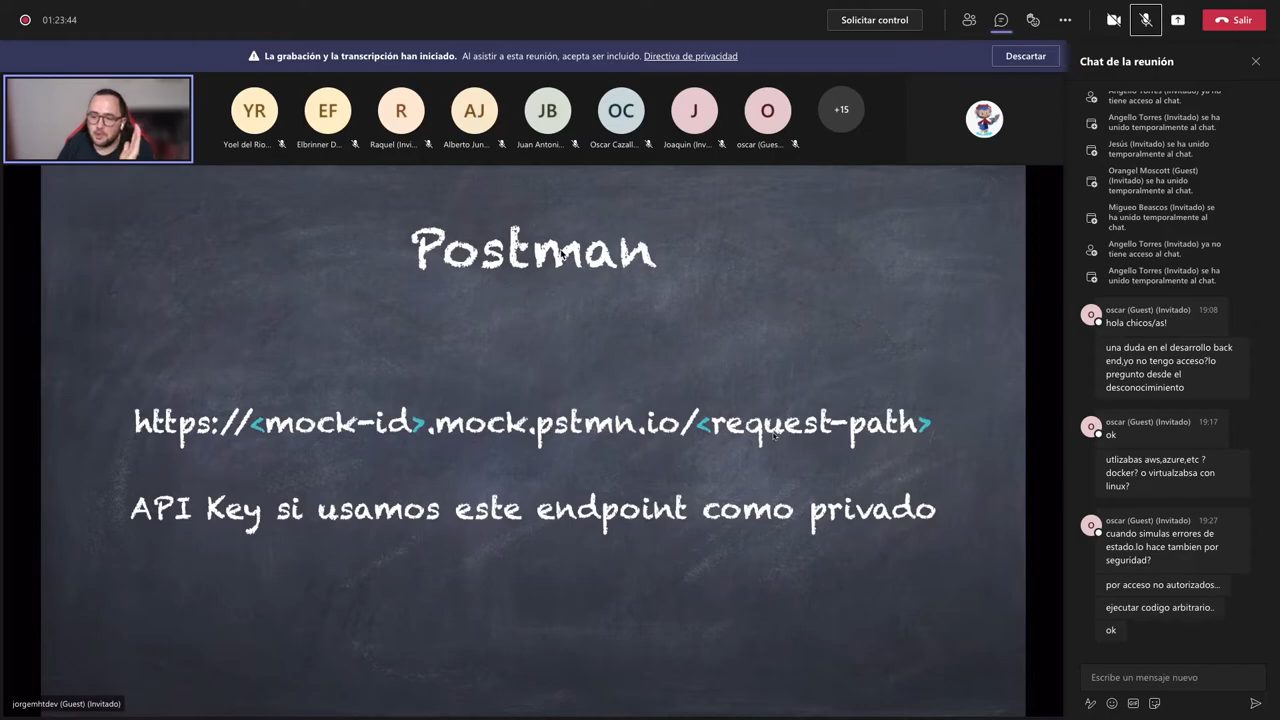 01:23:44
Solicitar control
Salir
La grabación y la transcripción han iniciado. Al asistir a esta reunión, acepta ser incluido. Directiva de privacidad
Descartar
Chat de la reunión
YR
EF
R
AJ
JB
OC
J
O
+15
Yoel del Rio...
Elbrinner D...
Raquel (Invi...
Alberto Jun...
Juan Antoni...
Oscar Cazall...
Joaquin (Inv...
oscar (Gues...
Postman
https://<mock-id>.mock.pstmn.io/<request-path>
API Key si usamos este endpoint como privado
jorgemhtdev (Guest) (Invitado)
Angello Torres (Invitado) ya no
tiene acceso al chat.
Angello Torres (Invitado) se ha
unido temporalmente al chat.
Jesús (Invitado) se ha unido
temporalmente al chat.
Orangel Moscott (Guest)
(Invitado) se ha unido
temporalmente al chat.
Migueo Beascos (Invitado) se
ha unido temporalmente al
chat.
Angello Torres (Invitado) ya no
tiene acceso al chat.
Angello Torres (Invitado) se ha
unido temporalmente al chat.
O
oscar (Guest) (Invitado) 19:08
hola chicos/as!
una duda en el desarrollo back
end,yo no tengo acceso?lo
pregunto desde el
desconocimiiento
O
oscar (Guest) (Invitado) 19:17
ok
utlizabas aws,azure,etc ?
docker? o virtualzabsa con
linux?
O
oscar (Guest) (Invitado) 19:27
cuando simulas errores de
estado.lo hace tambien por
seguridad?
por acceso no autorizados...
ejecutar codigo arbitrario..
ok
Escribe un mensaje nuevo